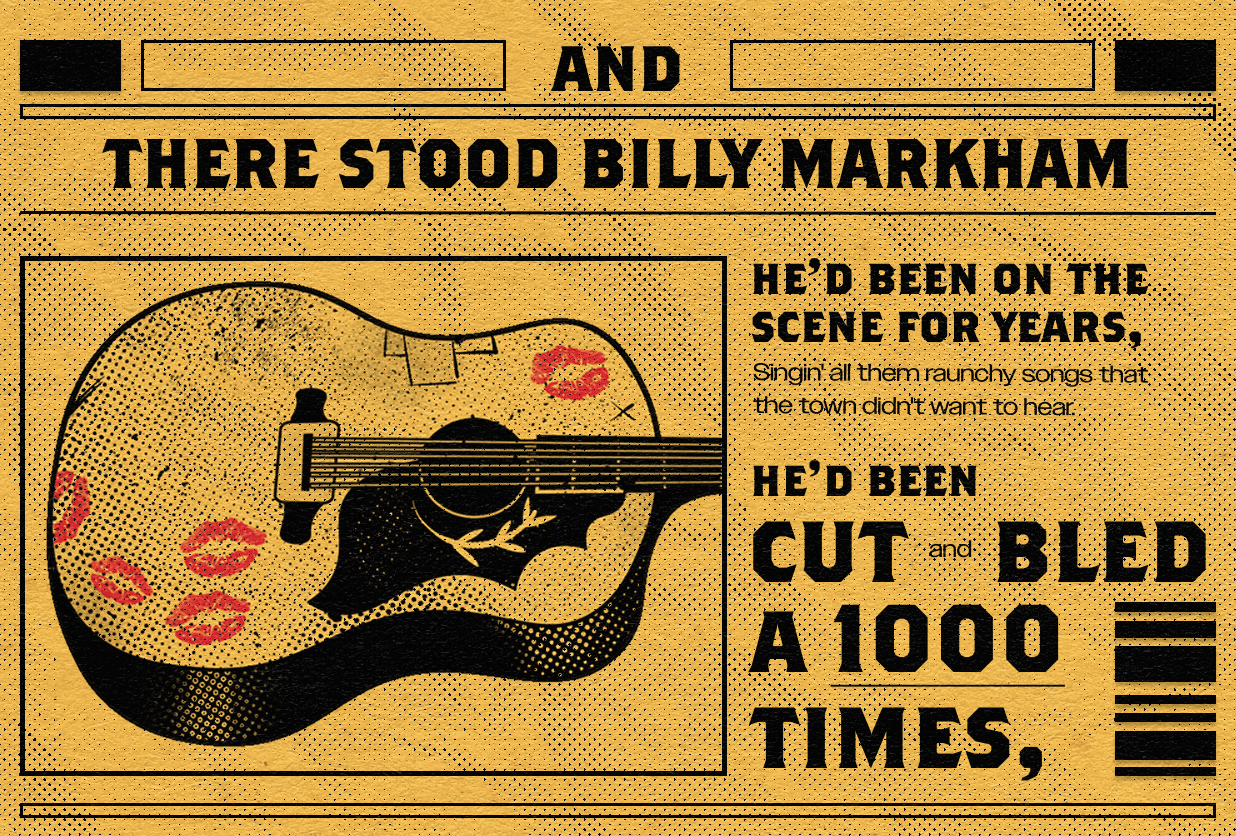 AND
THERE STOOD BILLY MARKHAM
HE'D BEEN ON THE
SCENE FOR YEARS,
Singin' all them raunchy songs that
the town didn't want to hear.
HE'D BEEN
CUT and BLED
A 1000
TIMES,